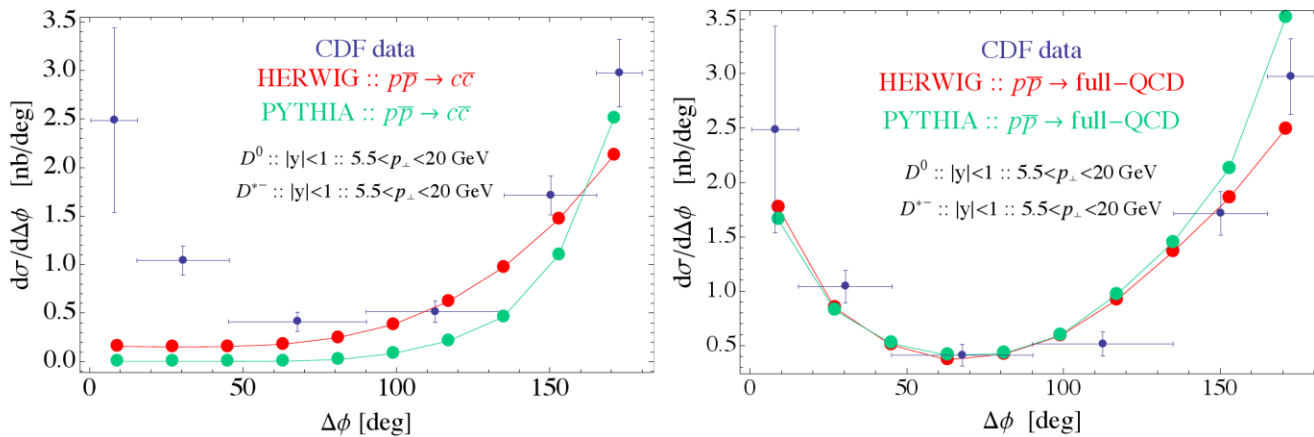 3.5
3.0
2.5
2.0
1.5
1.0
0.5
0.0
dσ/dΔϕ [nb/deg]
CDF data
HERWIG :: pp̅ → cc̅
PYTHIA :: pp̅ → cc̅
D⁰ :: |y|<1 :: 5.5<p⊥<20 GeV
D*⁻ :: |y|<1 :: 5.5<p⊥<20 GeV
0 50 100 150
Δϕ [deg]
3.5
3.0
2.5
2.0
1.5
1.0
0.5
dσ/dΔϕ [nb/deg]
CDF data
HERWIG :: pp̅ → full−QCD
PYTHIA :: pp̅ → full−QCD
D⁰ :: |y|<1 :: 5.5<p⊥<20 GeV
D*⁻ :: |y|<1 :: 5.5<p⊥<20 GeV
0 50 100 150
Δϕ [deg]